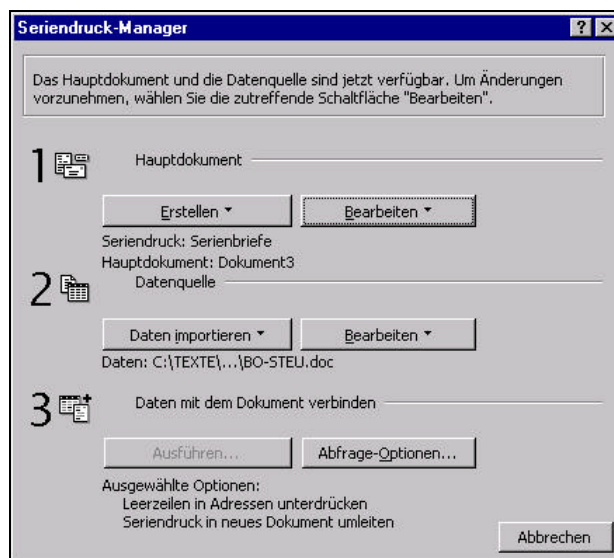 Seriendruck-Manager
Das Hauptdokument und die Datenquelle sind jetzt verfügbar. Um Änderungen
vorzunehmen, wählen Sie die zutreffende Schaltfläche "Bearbeiten".
1 Hauptdokument
Erstellen Bearbeiten
Seriendruck: Serienbriefe
Hauptdokument: Dokument3
2 Datenquelle
Daten importieren Bearbeiten
Daten: C:\TEXTE\...\BO-STEU.doc
3 Daten mit dem Dokument verbinden
Ausführen... Abfrage-Optionen...
Ausgewählte Optionen:
Leerzeilen in Adressen unterdrücken
Seriendruck in neues Dokument umleiten
Abbrechen